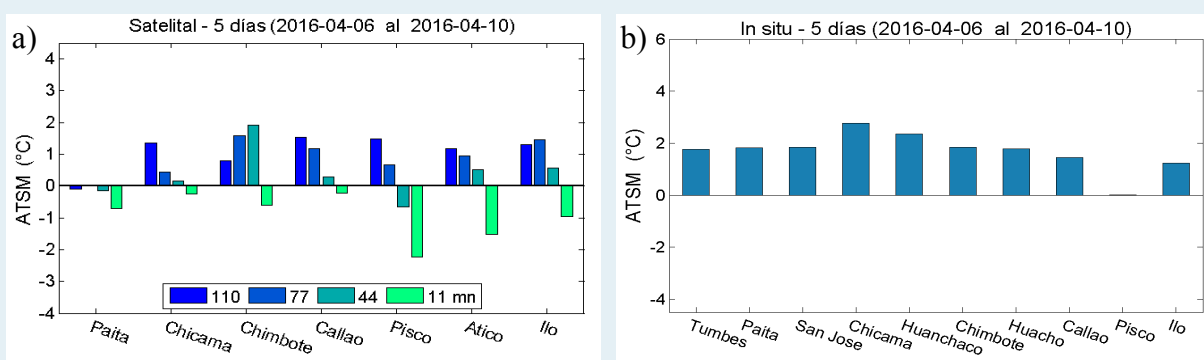 a)
Satelital - 5 días (2016-04-06 al 2016-04-10)
ATSM (°C)
4
3
2
1
0
-1
-2
-3
-4
110 77 44 11 mn
Paita Chicama Chimbote Callao Pisco Atico Ilo
b)
In situ - 5 días (2016-04-06 al 2016-04-10)
ATSM (°C)
6
4
2
0
-2
-4
Tumbes Paita San Jose Chicama Huanchaco Chimbote Huacho Callao Pisco Ilo